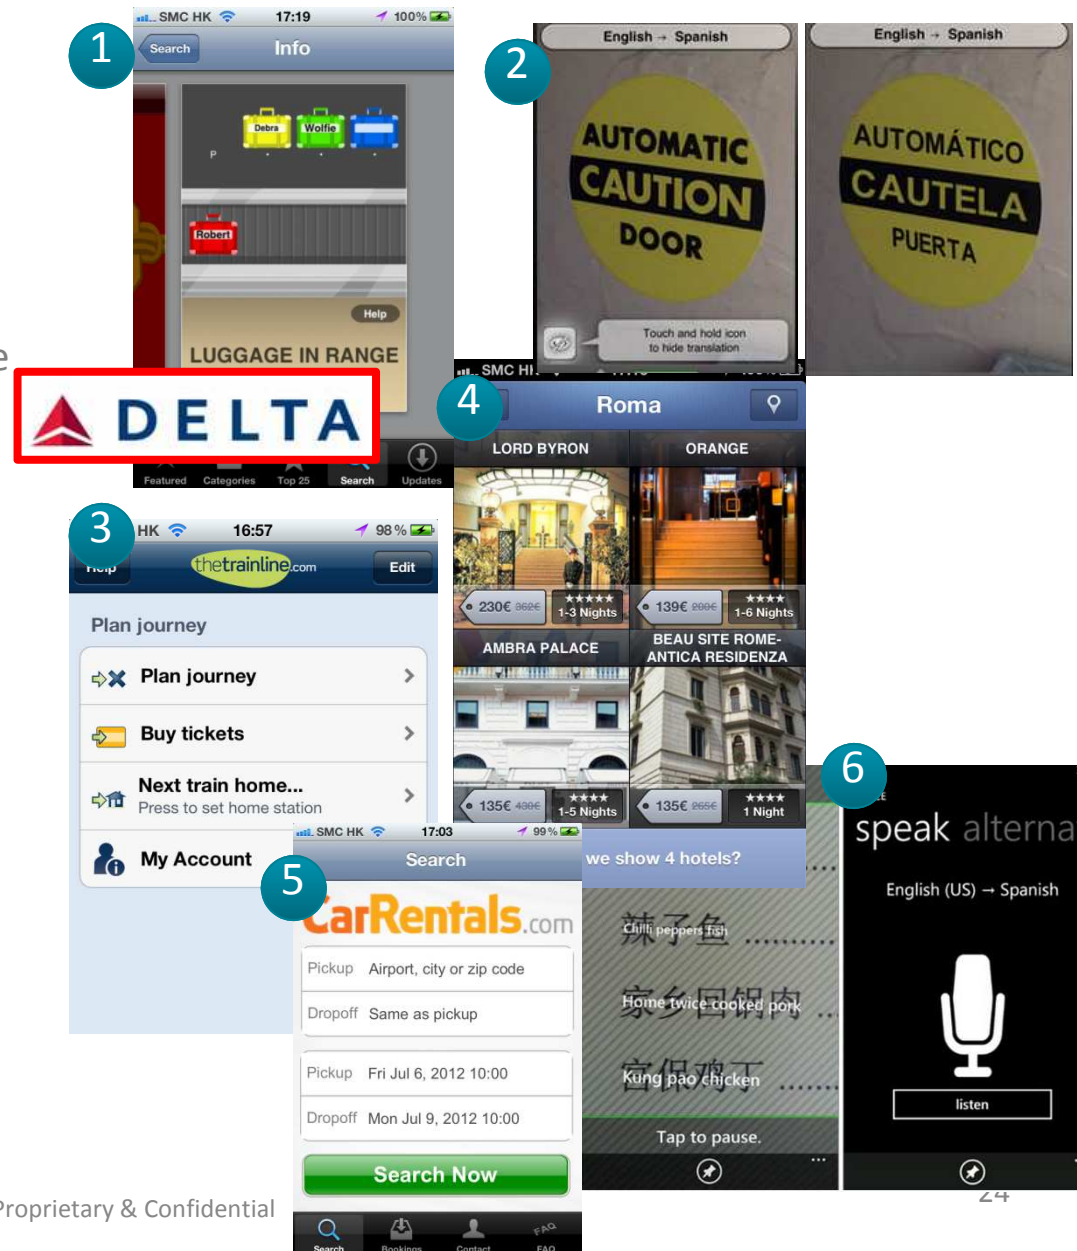 1
SMC HK 17:19 100%
Search Info
Debra Wolfie
P
Robert
Help
LUGGAGE IN RANGE
DELTA
Featured Categories Top 25 Search Updates
2
English → Spanish
AUTOMATIC
CAUTION
DOOR
Touch and hold icon
to hide translation
English → Spanish
AUTOMÁTICO
CAUTELA
PUERTA
e
3
HK 16:57 98%
Help thetrainline.com Edit
Plan journey
Plan journey
Buy tickets
Next train home...
Press to set home station
My Account
4
SMC HK
Roma
LORD BYRON ORANGE
230€ 362€ ★★★★★ 1-3 Nights
139€ ★★★★ 1-6 Nights
AMBRA PALACE
BEAU SITE ROME-
ANTICA RESIDENZA
135€ 430€ ★★★★ 1-5 Nights
135€ 265€ ★★★★ 1 Night
we show 4 hotels?
5
SMC HK 17:03 99%
Search
CarRentals.com
Pickup Airport, city or zip code
Dropoff Same as pickup
Pickup Fri Jul 6, 2012 10:00
Dropoff Mon Jul 9, 2012 10:00
Search Now
Search Bookings Contact FAQ
FAQ
辣子鱼 ..........
Chilli peppers fish
家乡回锅肉 ...
Home twice cooked pork
宫保鸡丁 .......
Kung pao chicken
Tap to pause.
...
6
speak alterna
English (US) → Spanish
listen
Proprietary & Confidential
24